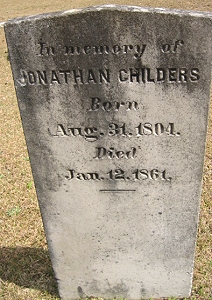 In memory of
JONATHAN CHILDERS
Born
Aug. 31. 1804.
Died
Jan. 12. 1861.